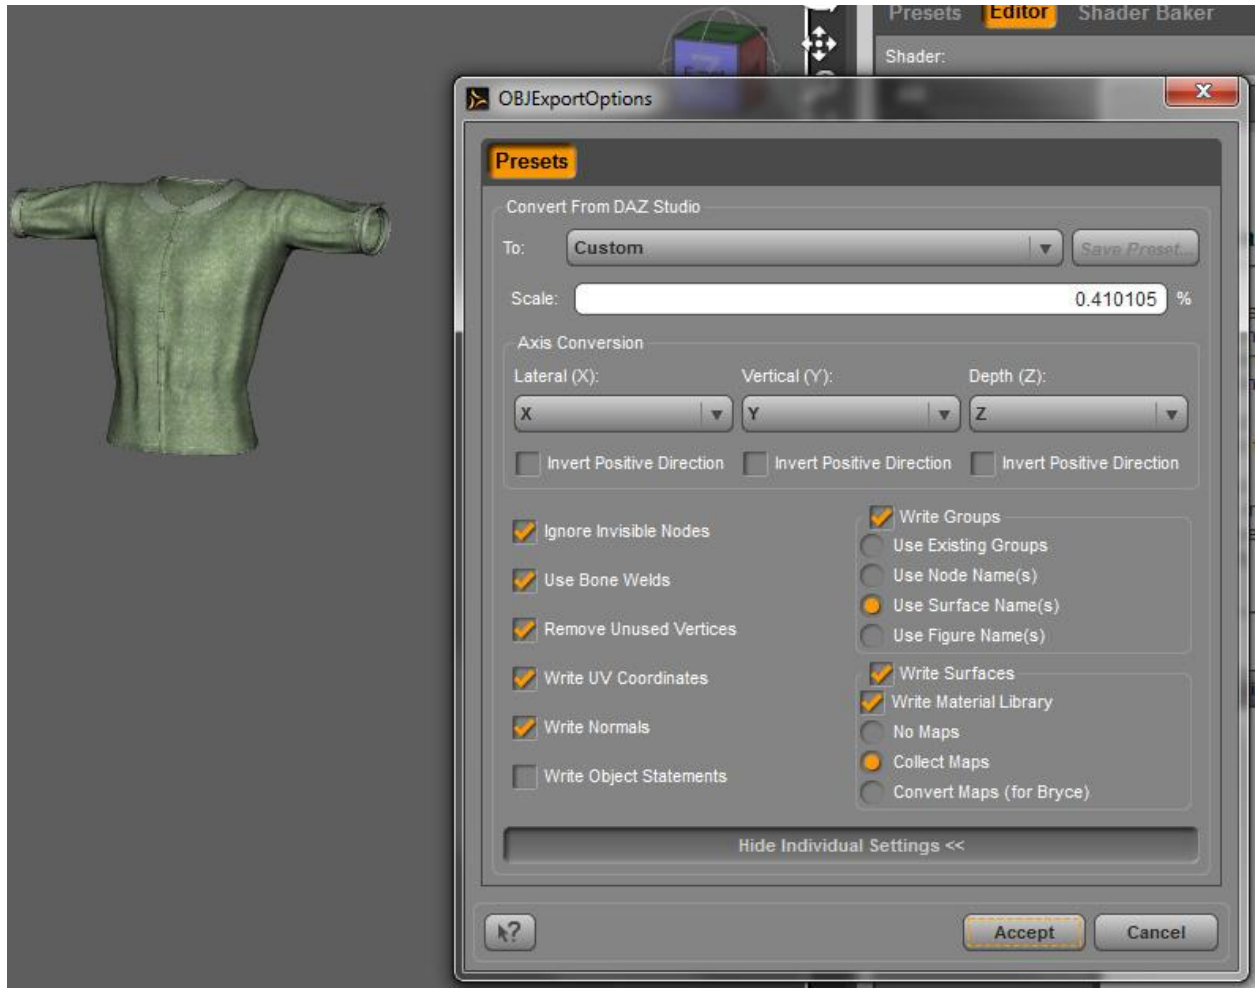 Presets Editor Shader Baker
Shader:
OBJExportOptions
Presets
Convert From DAZ Studio
To: Custom Save Preset...
Scale: 0.410105 %
Axis Conversion
Lateral (X): Vertical (Y): Depth (Z):
X Y Z
Invert Positive Direction Invert Positive Direction Invert Positive Direction
Ignore Invisible Nodes
Use Bone Welds
Remove Unused Vertices
Write UV Coordinates
Write Normals
Write Object Statements
Write Groups
Use Existing Groups
Use Node Name(s)
Use Surface Name(s)
Use Figure Name(s)
Write Surfaces
Write Material Library
No Maps
Collect Maps
Convert Maps (for Bryce)
Hide Individual Settings <<
Accept Cancel